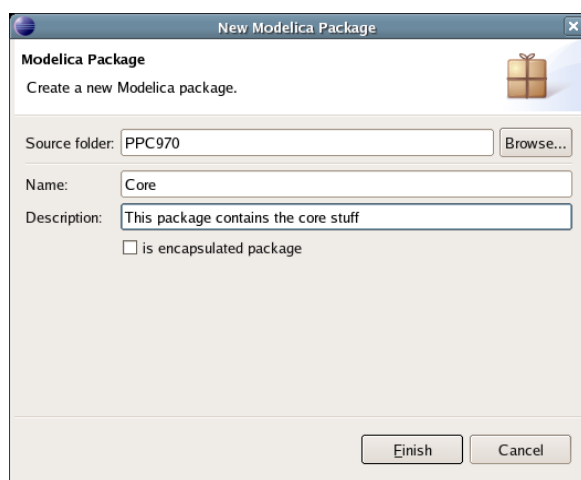 New Modelica Package
Modelica Package
Create a new Modelica package.
Source folder: PPC970 Browse...
Name: Core
Description: This package contains the core stuff
is encapsulated package
Finish Cancel